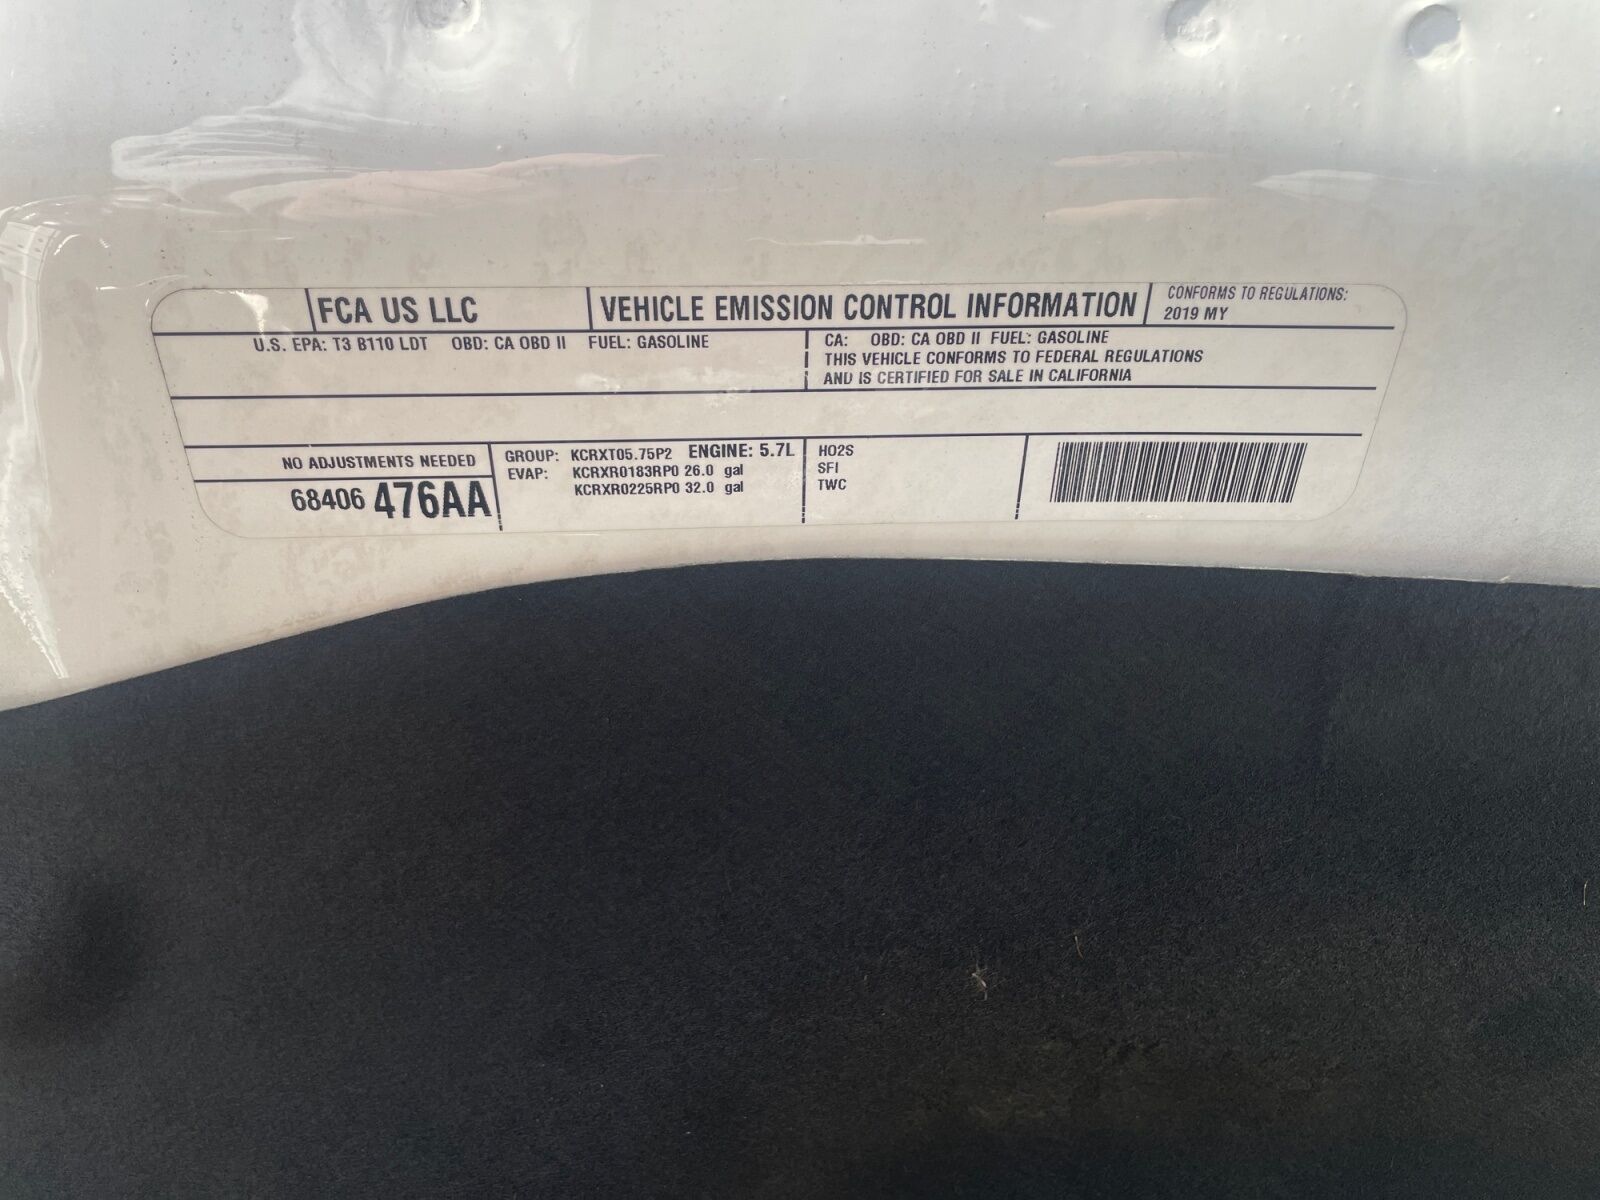 FCA US LLC
VEHICLE EMISSION CONTROL INFORMATION
CONFORMS TO REGULATIONS:
2019 MY
U.S. EPA: T3 B110 LDT OBD: CA OBD II FUEL: GASOLINE
CA: OBD: CA OBD II FUEL: GASOLINE
THIS VEHICLE CONFORMS TO FEDERAL REGULATIONS
AND IS CERTIFIED FOR SALE IN CALIFORNIA
NO ADJUSTMENTS NEEDED
68406 476AA
GROUP: KCRXT05.75P2 ENGINE: 5.7L
EVAP: KCRXR0183RP0 26.0 gal
KCRXR0225RP0 32.0 gal
HO2S
SFI
TWC